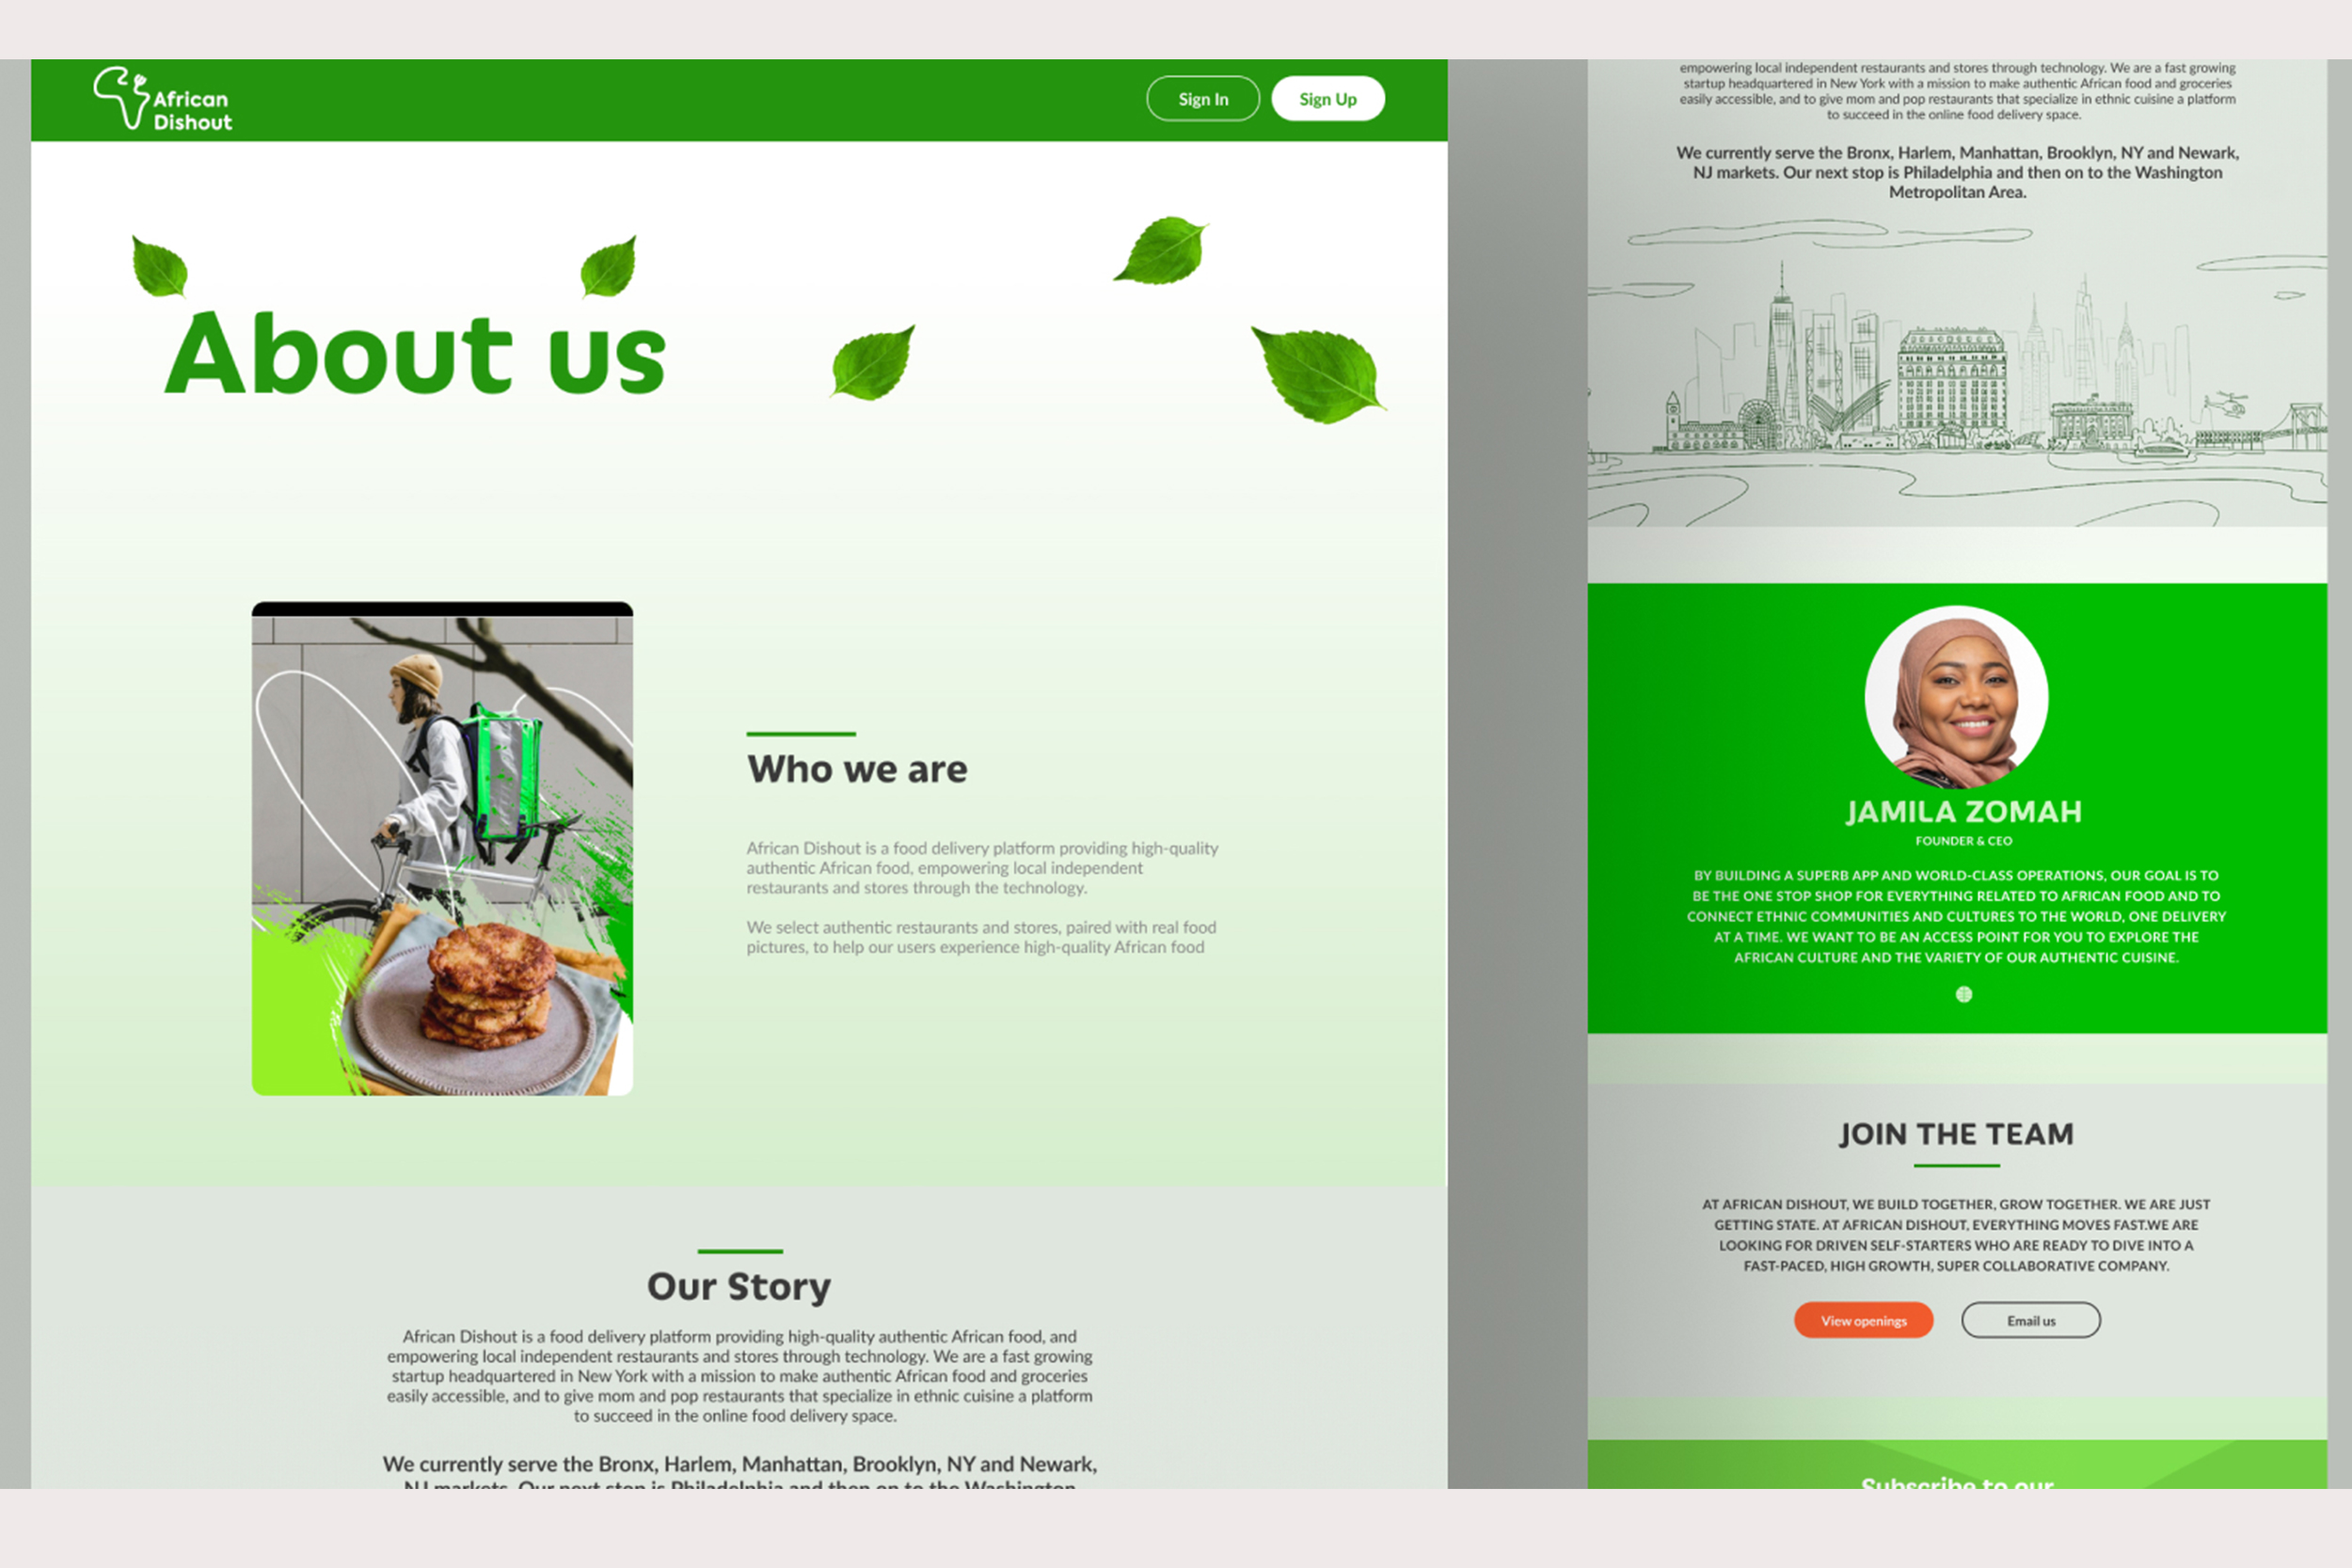 African
Dishout
Sign In
Sign Up
About us
Who we are
African Dishout is a food delivery platform providing high-quality
authentic African food, empowering local independent
restaurants and stores through the technology.
We select authentic restaurants and stores, paired with real food
pictures, to help our users experience high-quality African food
Our Story
African Dishout is a food delivery platform providing high-quality authentic African food, and
empowering local independent restaurants and stores through technology. We are a fast growing
startup headquartered in New York with a mission to make authentic African food and groceries
easily accessible, and to give mom and pop restaurants that specialize in ethnic cuisine a platform
to succeed in the online food delivery space.
We currently serve the Bronx, Harlem, Manhattan, Brooklyn, NY and Newark,
NJ markets. Our next stop is Philadelphia and then on to the Washington
empowering local independent restaurants and stores through technology. We are a fast growing
startup headquartered in New York with a mission to make authentic African food and groceries
easily accessible, and to give mom and pop restaurants that specialize in ethnic cuisine a platform
to succeed in the online food delivery space.
We currently serve the Bronx, Harlem, Manhattan, Brooklyn, NY and Newark,
NJ markets. Our next stop is Philadelphia and then on to the Washington
Metropolitan Area.
JAMILA ZOMAH
FOUNDER & CEO
BY BUILDING A SUPERB APP AND WORLD-CLASS OPERATIONS, OUR GOAL IS TO
BE THE ONE STOP SHOP FOR EVERYTHING RELATED TO AFRICAN FOOD AND TO
CONNECT ETHNIC COMMUNITIES AND CULTURES TO THE WORLD, ONE DELIVERY
AT A TIME. WE WANT TO BE AN ACCESS POINT FOR YOU TO EXPLORE THE
AFRICAN CULTURE AND THE VARIETY OF OUR AUTHENTIC CUISINE.
JOIN THE TEAM
AT AFRICAN DISHOUT, WE BUILD TOGETHER, GROW TOGETHER. WE ARE JUST
GETTING STATE. AT AFRICAN DISHOUT, EVERYTHING MOVES FAST.WE ARE
LOOKING FOR DRIVEN SELF-STARTERS WHO ARE READY TO DIVE INTO A
FAST-PACED, HIGH GROWTH, SUPER COLLABORATIVE COMPANY.
View openings
Email us
Subscribe to our